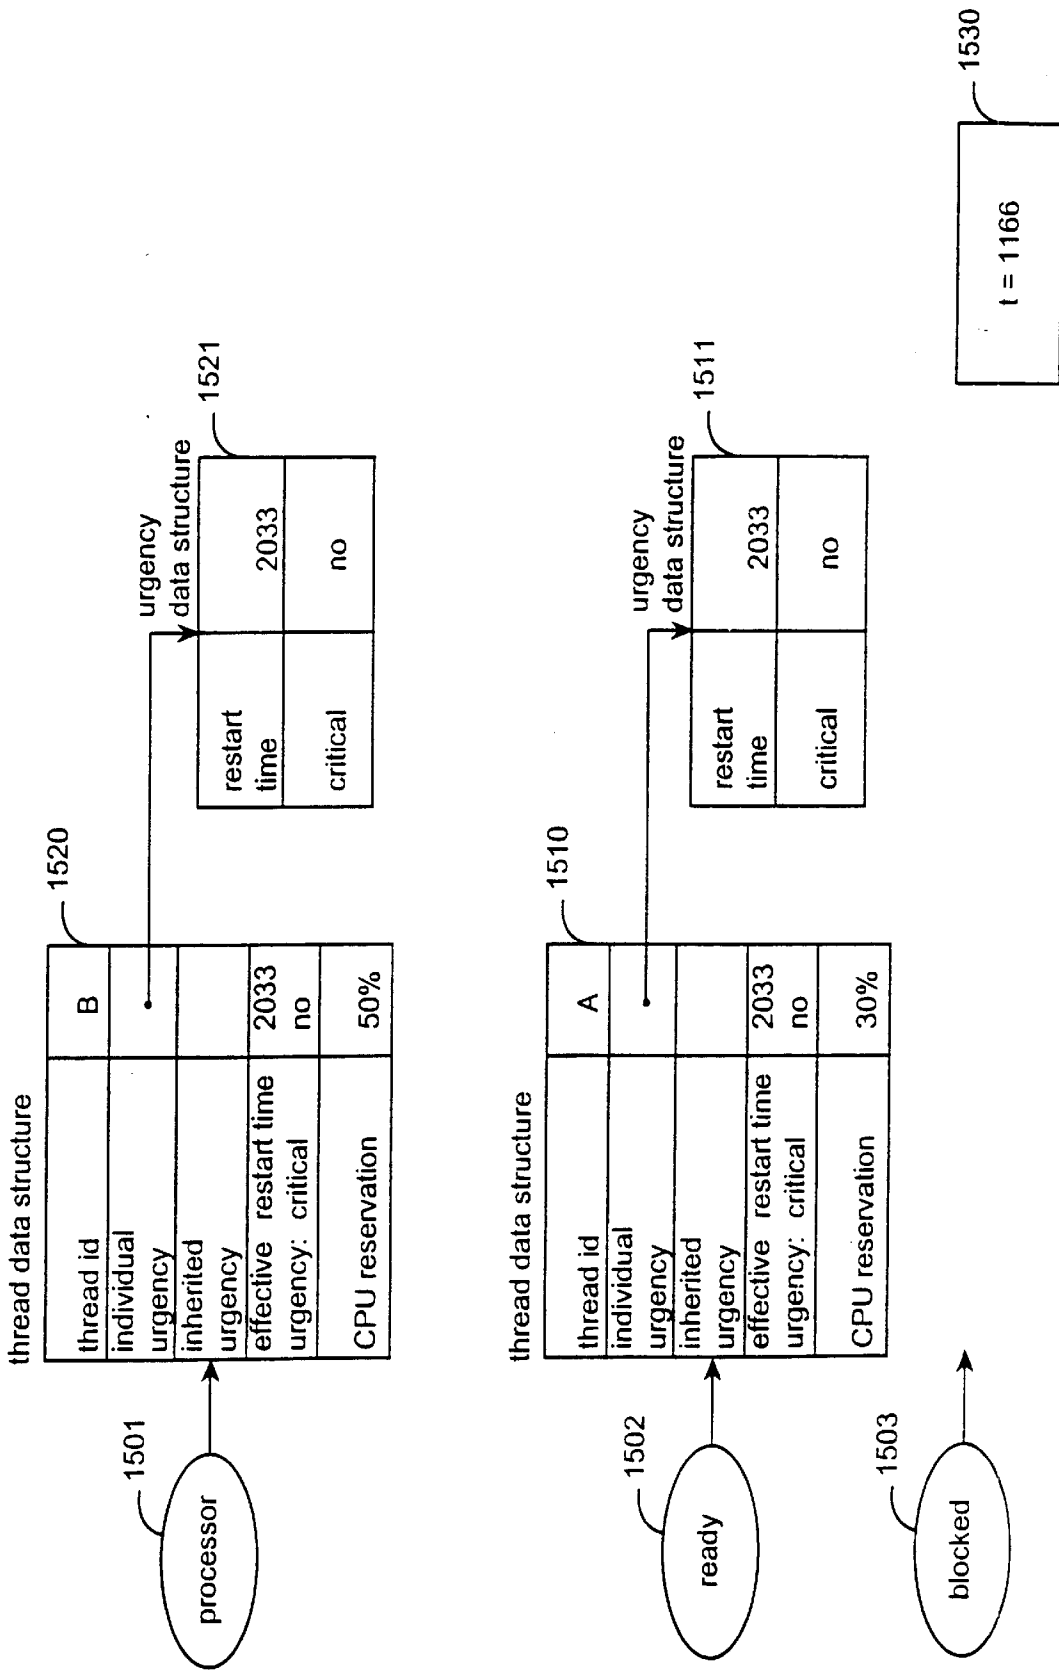 thread data structure
1520
thread id B
individual
urgency
inherited
urgency
effective restart time 2033
urgency: critical no
CPU reservation 50%
1501
processor
urgency
data structure
1521
restart
time 2033
critical no
thread data structure
1510
thread id A
individual
urgency
inherited
urgency
effective restart time 2033
urgency: critical no
CPU reservation 30%
1502
ready
urgency
data structure
1511
restart
time 2033
critical no
1503
blocked
1530
t = 1166